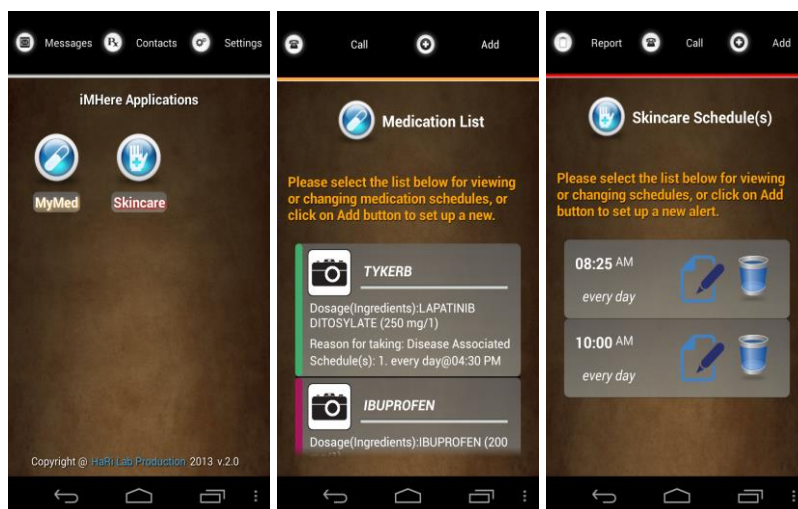 Messages Contacts Settings
iMHere Applications
MyMed Skincare
Copyright @ HaRi Lab Production 2013 v.2.0
Call Add
Medication List
Please select the list below for viewing
or changing medication schedules, or
click on Add button to set up a new.
TYKERB
Dosage(Ingredients):LAPATINIB
DITOSYLATE (250 mg/1)
Reason for taking: Disease Associated
Schedule(s): 1. every day@04:30 PM
IBUPROFEN
Dosage(Ingredients):IBUPROFEN (200
Report Call Add
Skincare Schedule(s)
Please select the list below for viewing
or changing schedules, or click on Add
button to set up a new alert.
08:25 AM
every day
10:00 AM
every day